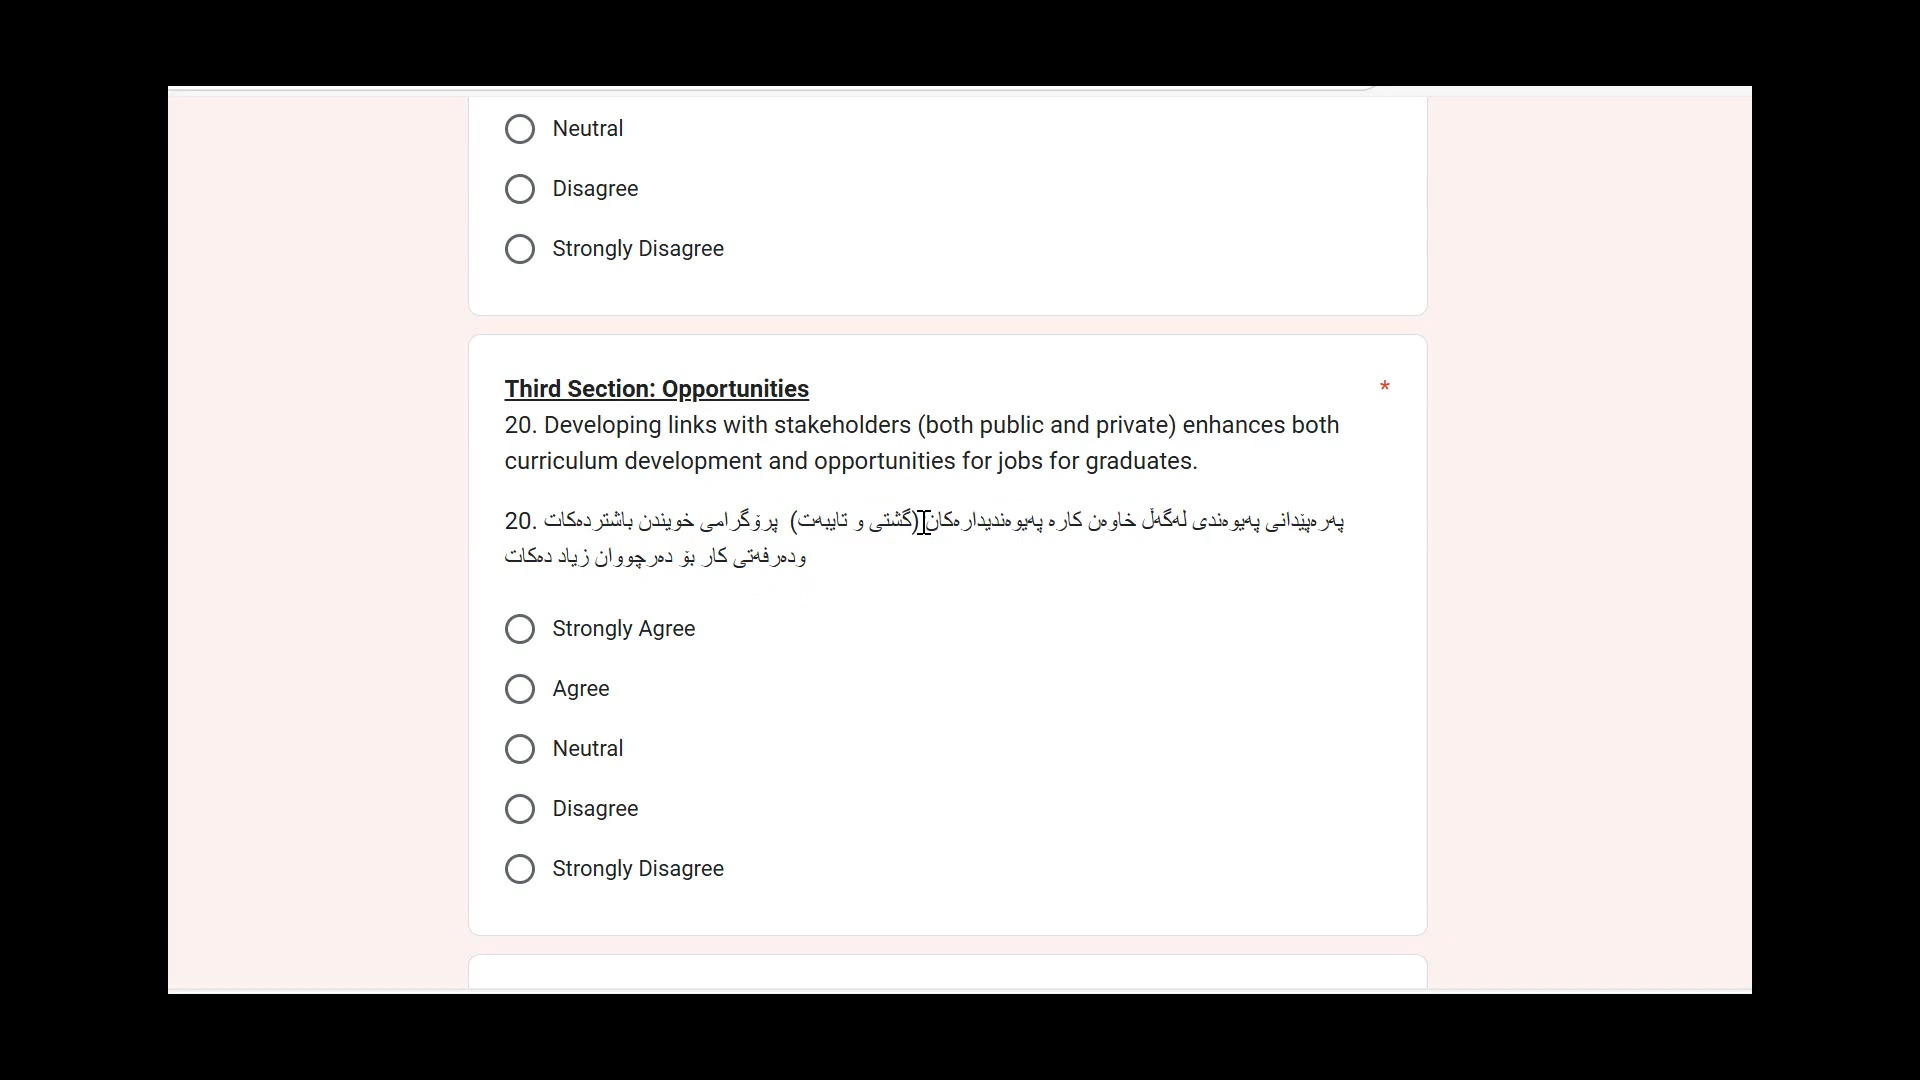 Neutral
Disagree
Strongly Disagree
Third Section: Opportunities *
20. Developing links with stakeholders (both public and private) enhances both
curriculum development and opportunities for jobs for graduates.
20. پەرەپێدانی پەیوەندی لەگەڵ خاوەن کارە پەیوەندیدارەکان (گشتی و تایبەت) پرۆگرامی خویندن باشتردەکات
ودەرفەتی کار بۆ دەرچووان زیاد دەکات
Strongly Agree
Agree
Neutral
Disagree
Strongly Disagree